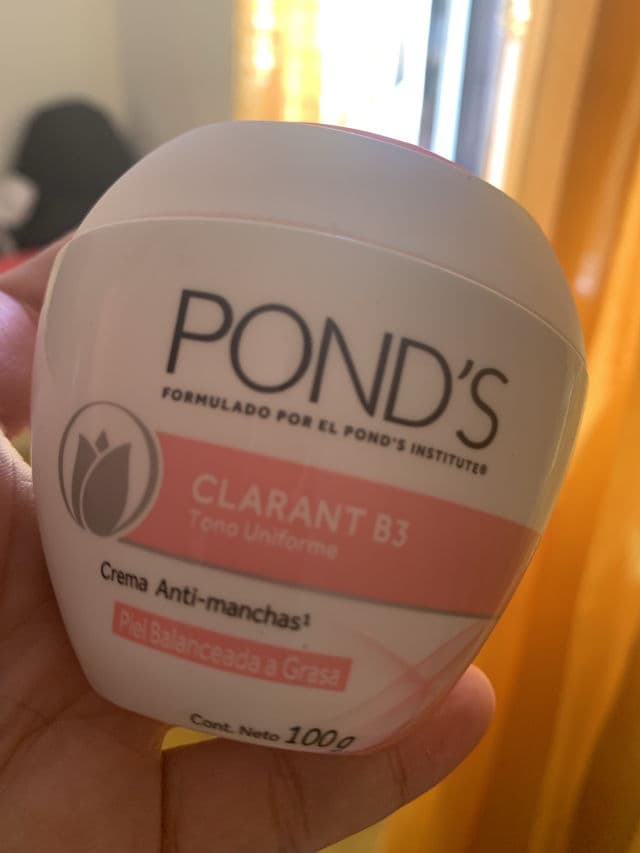 POND'S
FORMULADO POR EL POND'S INSTITUTE®
CLARANT B3
Tono Uniforme
Crema Anti-manchas¹
Piel Balanceada a Grasa
Cont. Neto 100g